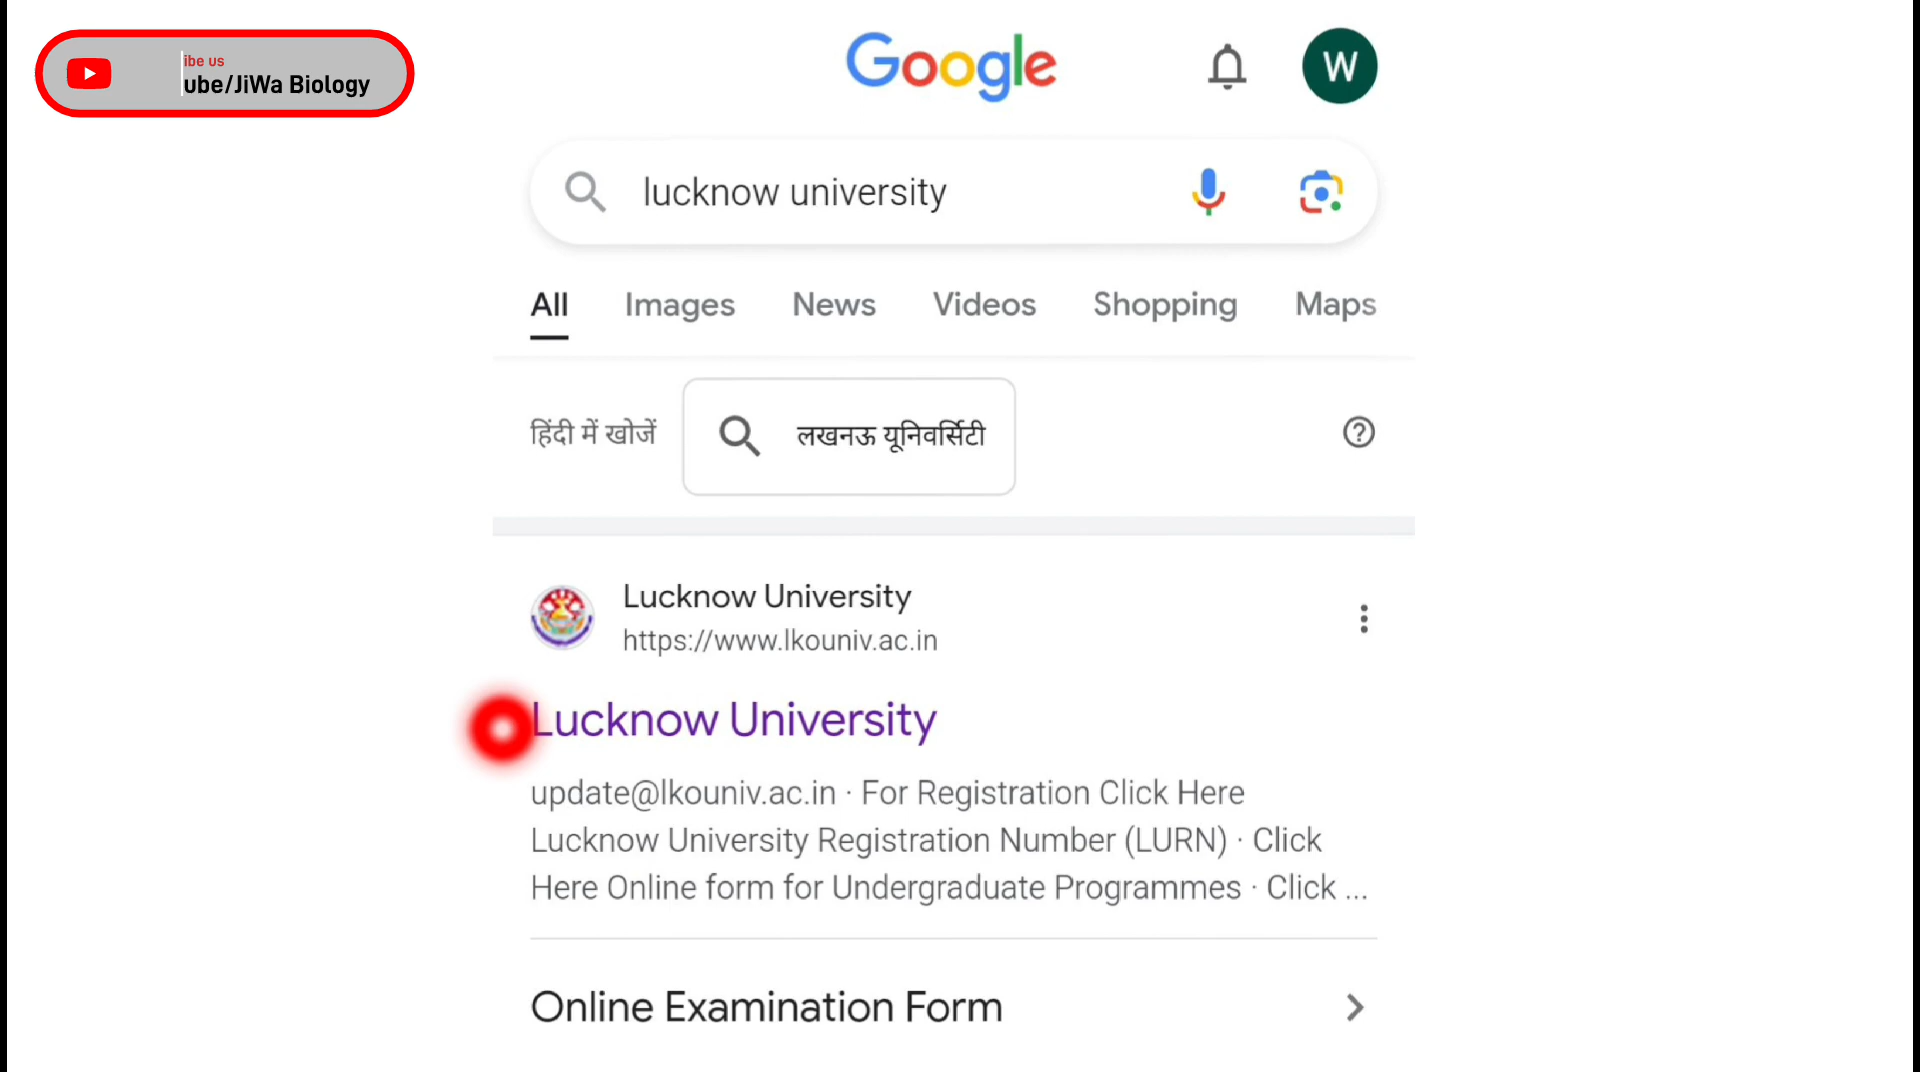 ibe us
ube/JiWa Biology
Google
W
lucknow university
All Images News Videos Shopping Maps
हिंदी में खोजें लखनऊ यूनिवर्सिटी
Lucknow University
https://www.lkouniv.ac.in
Lucknow University
update@lkouniv.ac.in · For Registration Click Here
Lucknow University Registration Number (LURN) · Click
Here Online form for Undergraduate Programmes · Click ...
Online Examination Form